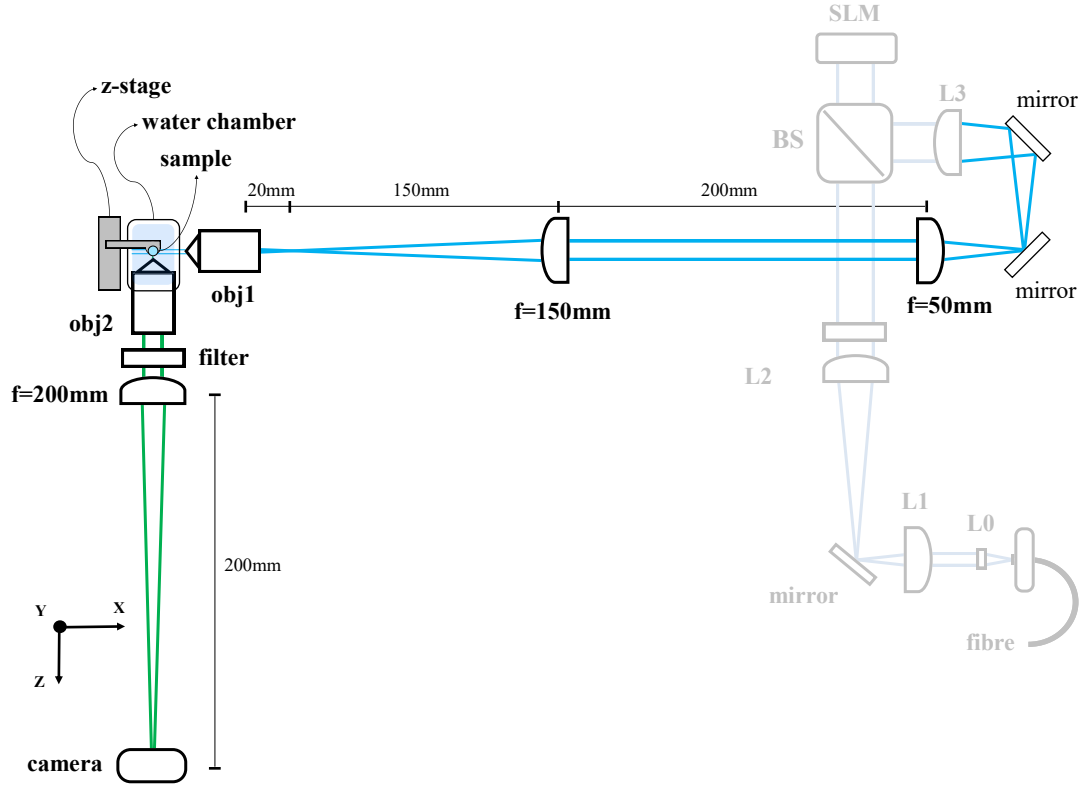 SLM
z-stage
L3
mirror
water chamber
BS
sample
20mm
150mm
200mm
obj1
mirror
obj2
f=150mm
f=50mm
filter
L2
f=200mm
200mm
L1
L0
mirror
Y
X
fibre
Z
camera